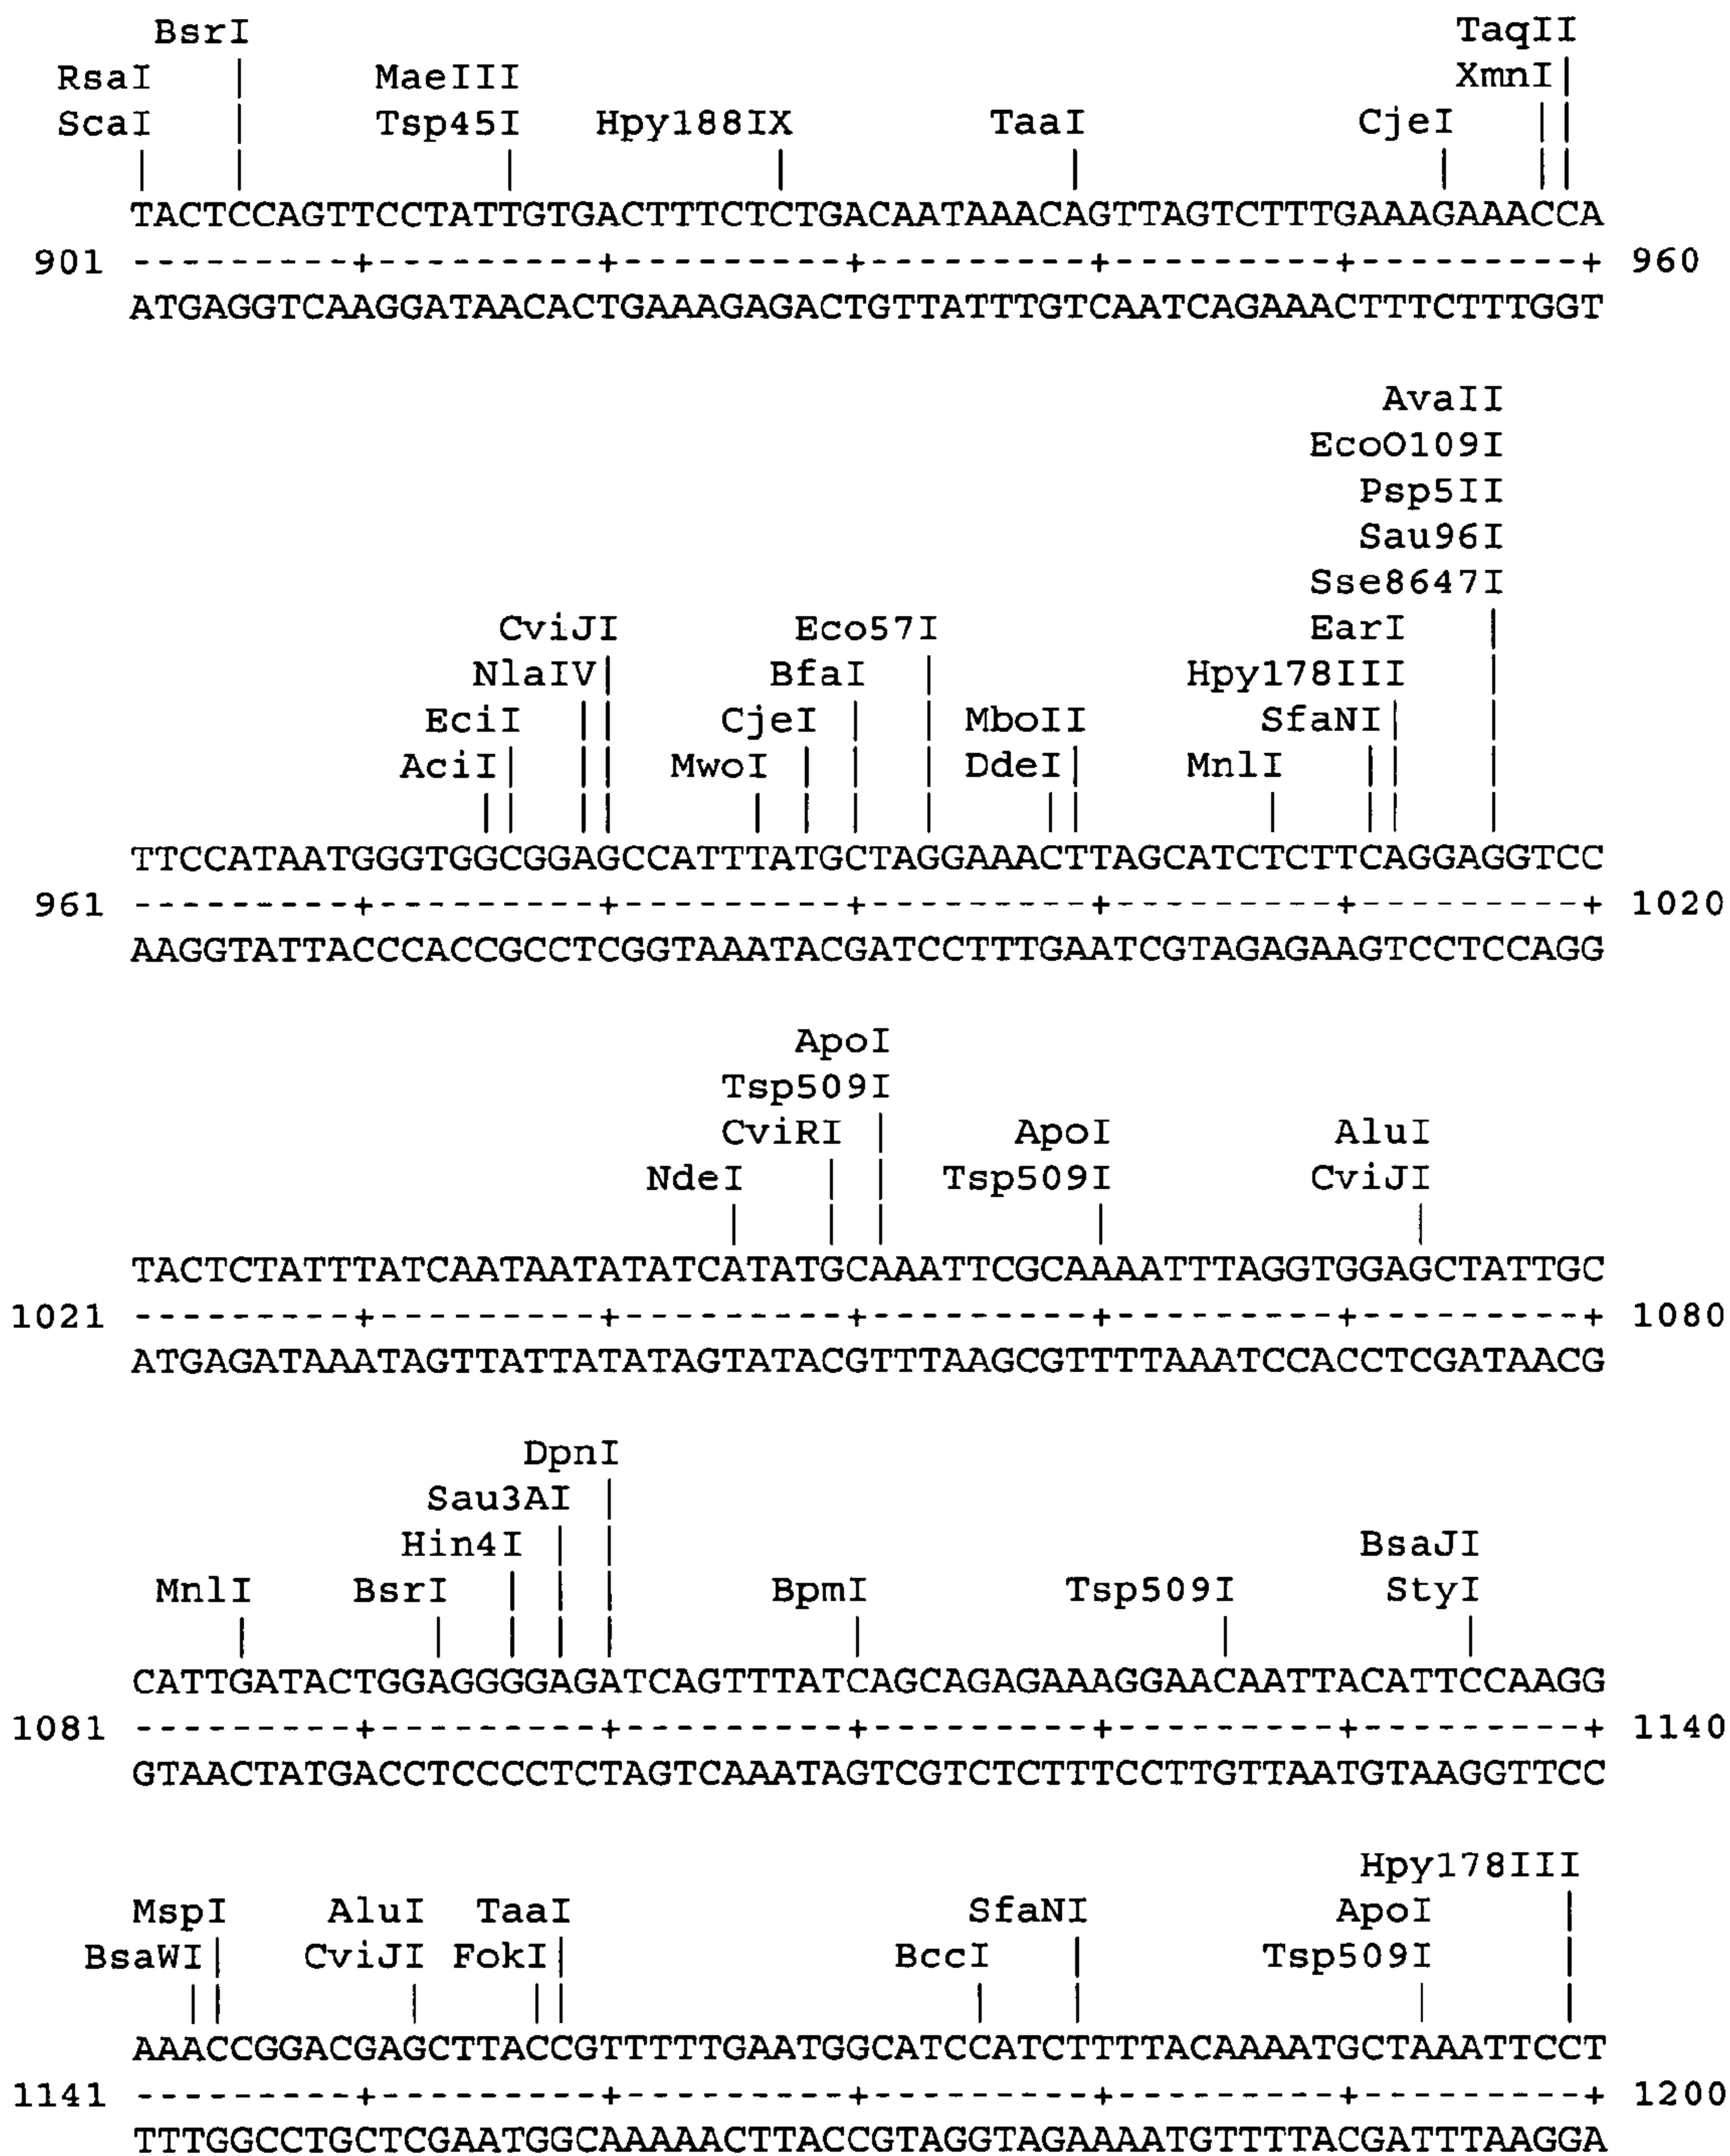 BsrI TaqII
RsaI | MaeIII XmnI|
ScaI | Tsp45I Hpy188IX TaaI CjeI ||
| | | | | | ||
TACTCCAGTTCCTATTGTGACTTTCTCTGACAATAAACAGTTAGTCTTTGAAAGAAACCA
901 ---------+---------+---------+---------+---------+---------+ 960
ATGAGGTCAAGGATAACACTGAAAGAGACTGTTATTTGTCAATCAGAAACTTTCTTTGGT
AvaII
EcoO109I
Psp5II
Sau96I
Sse8647I
CviJI Eco57I EarI |
NlaIV| BfaI | Hpy178III |
EciI || CjeI | | MboII SfaNI| |
AciI| || MwoI | | | DdeI| MnlI || |
|| || | | | | || | || |
TTCCATAATGGGTGGCGGAGCCATTTATGCTAGGAAACTTAGCATCTCTTCAGGAGGTCC
961 ---------+---------+---------+---------+---------+---------+ 1020
AAGGTATTACCCACCGCCTCGGTAAATACGATCCTTTGAATCGTAGAGAAGTCCTCCAGG
ApoI
Tsp509I
CviRI | ApoI AluI
NdeI | | Tsp509I CviJI
| | | | |
TACTCTATTTATCAATAATATATCATATGCAAATTCGCAAAATTTAGGTGGAGCTATTGC
1021 ---------+---------+---------+---------+---------+---------+ 1080
ATGAGATAAATAGTTATTATATAGTATACGTTTAAGCGTTTTAAATCCACCTCGATAACG
DpnI
Sau3AI |
Hin4I | | BsaJI
MnlI BsrI | | | BpmI Tsp509I StyI
| | | | | | | |
CATTGATACTGGAGGGGAGATCAGTTTATCAGCAGAGAAAGGAACAATTACATTCCAAGG
1081 ---------+---------+---------+---------+---------+---------+ 1140
GTAACTATGACCTCCCCTCTAGTCAAATAGTCGTCTCTTTCCTTGTTAATGTAAGGTTCC
Hpy178III
MspI AluI TaaI SfaNI ApoI |
BsaWI| CviJI FokI| BccI | Tsp509I |
|| | || | | | |
AAACCGGACGAGCTTACCGTTTTTTGAATGGCATCCATCTTTTACAAAATGCTAAATTCCT
1141 ---------+---------+---------+---------+---------+---------+ 1200
TTTGGCCTGCTCGAATGGCAAAAAACTTACCGTAGGTAGAAAATGTTTTACGATTTAAGGA